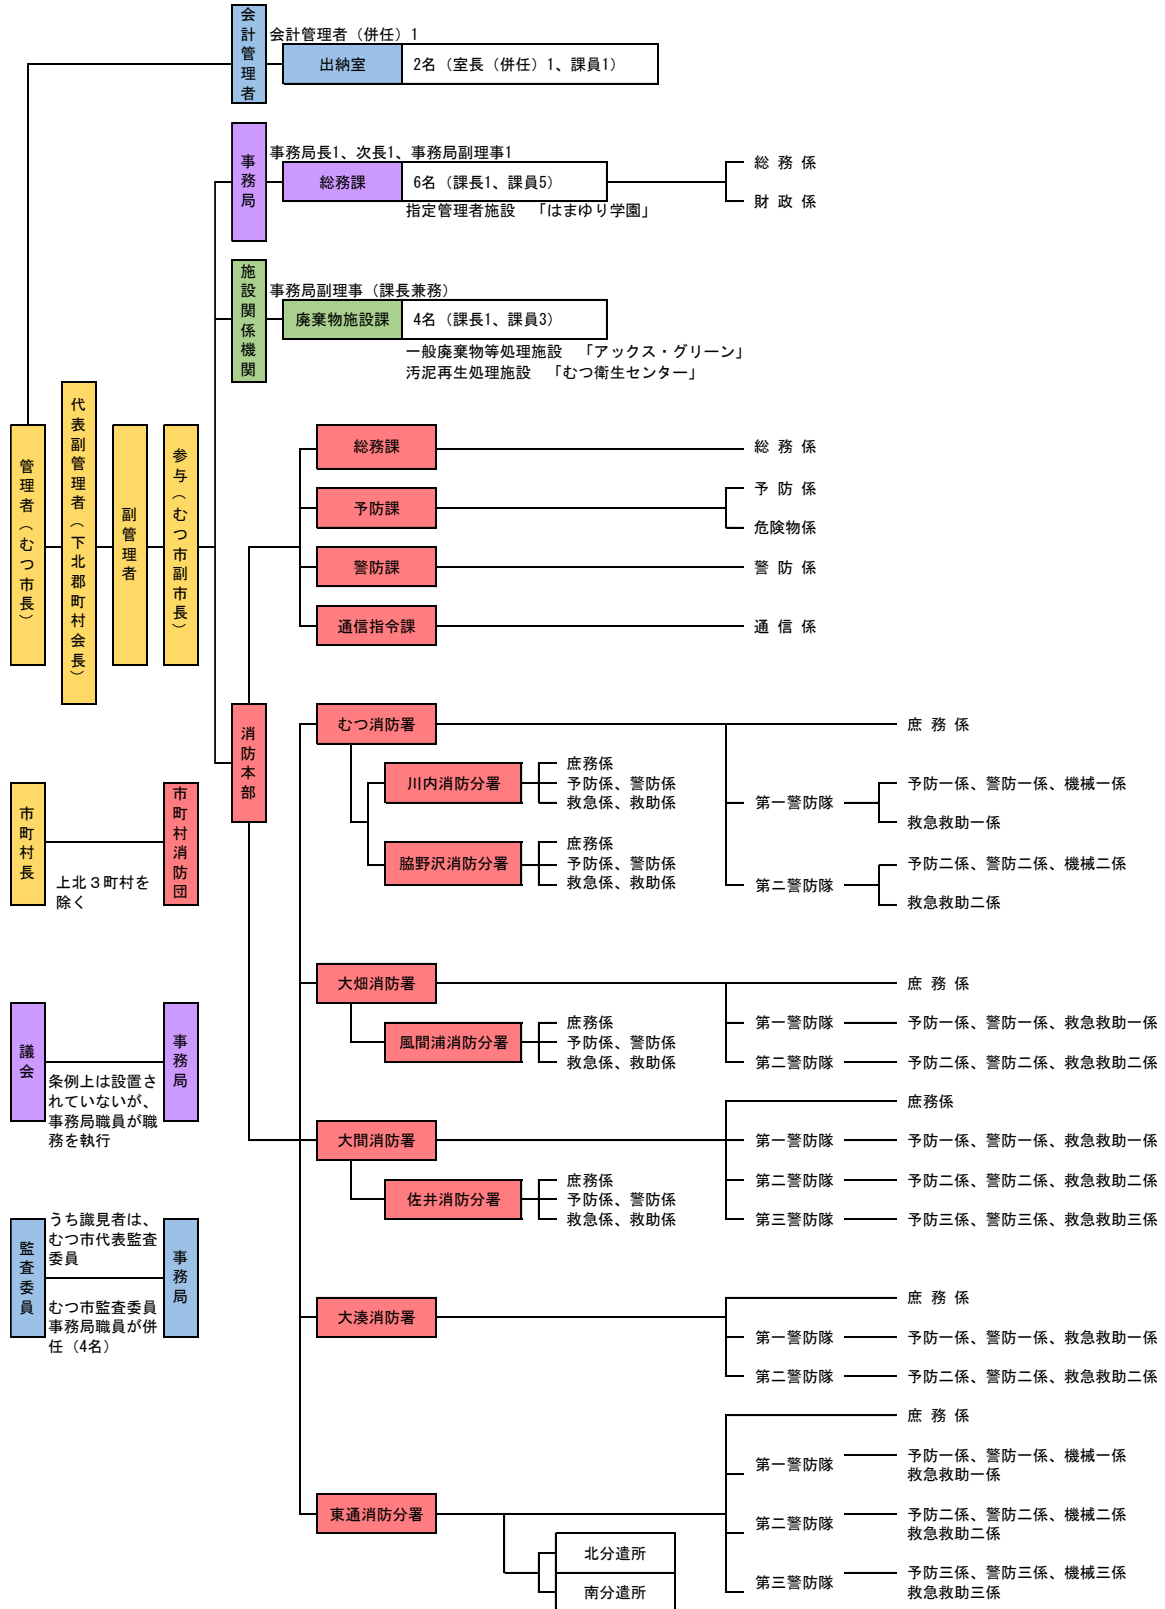 会計管理者
会計管理者（併任）1
出納室
2名（室長（併任）1、課員1）
事務局
事務局長1、次長1、事務局副理事1
総務課
6名（課長1、課員5）
指定管理者施設　「はまゆり学園」
総 務 係
財 政 係
施設関係機関
事務局副理事（課長兼務）
廃棄物施設課
4名（課長1、課員3）
一般廃棄物等処理施設　「アックス・グリーン」
汚泥再生処理施設　「むつ衛生センター」
管理者（むつ市長）
代表副管理者（下北郡町村会長）
副管理者
参与（むつ市副市長）
総務課
総 務 係
予防課
予 防 係
危険物係
警防課
警 防 係
通信指令課
通 信 係
消防本部
むつ消防署
庶 務 係
川内消防分署
庶務係
予防係、警防係
救急係、救助係
第一警防隊
予防一係、警防一係、機械一係
救急救助一係
脇野沢消防分署
庶務係
予防係、警防係
救急係、救助係
第二警防隊
予防二係、警防二係、機械二係
救急救助二係
市町村長
上北３町村を
除く
市町村消防団
大畑消防署
庶 務 係
風間浦消防分署
庶務係
予防係、警防係
救急係、救助係
第一警防隊
予防一係、警防一係、救急救助一係
第二警防隊
予防二係、警防二係、救急救助二係
議会
条例上は設置さ
れていないが、
事務局職員が職
務を執行
事務局
大間消防署
庶務係
第一警防隊
予防一係、警防一係、救急救助一係
佐井消防分署
庶務係
予防係、警防係
救急係、救助係
第二警防隊
予防二係、警防二係、救急救助二係
第三警防隊
予防三係、警防三係、救急救助三係
監査委員
うち識見者は、
むつ市代表監査
委員
むつ市監査委員
事務局職員が併
任（4名）
事務局
大湊消防署
庶 務 係
第一警防隊
予防一係、警防一係、救急救助一係
第二警防隊
予防二係、警防二係、救急救助二係
東通消防分署
庶 務 係
第一警防隊
予防一係、警防一係、機械一係
救急救助一係
第二警防隊
予防二係、警防二係、機械二係
救急救助二係
北分遣所
南分遣所
第三警防隊
予防三係、警防三係、機械三係
救急救助三係